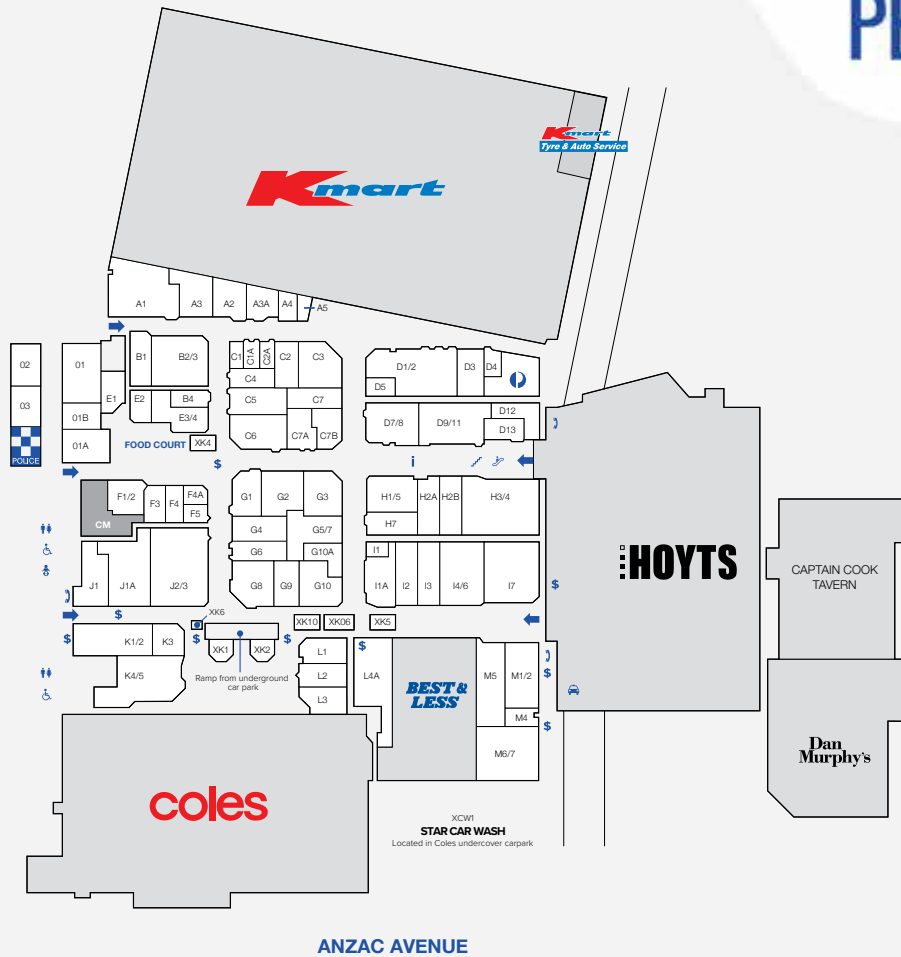 PE
Kmart
Tyre & Auto Service
Kmart
A1
A3
A2
A3A
A4
A5
02
01
B1
B2/3
C1
C1A
C2A
C2
C3
D1/2
D3
D4
C4
D5
03
E1
E2
B4
C5
C7
D12
01B
E3/4
D7/8
D9/11
D13
01A
FOOD COURT
XK4
C6
C7A
C7B
POLICE
$
i
F1/2
F3
F4
F4A
F5
G1
G2
G3
H1/5
H2A
H2B
H3/4
CM
G4
G5/7
H7
G6
G10A
I1
HOYTS
CAPTAIN COOK
TAVERN
J1
J1A
J2/3
G8
G9
G10
I1A
I2
I3
I4/6
I7
$
$
XK6
XK10
XK06
XK5
$
K1/2
K3
$
$
XK1
XK2
L1
$
K4/5
Ramp from underground
car park
L2
L4A
BEST&
LESS
M5
M1/2
$
L3
M4
$
M6/7
Dan
Murphy's
coles
XCW1
STAR CAR WASH
Located in Coles undercover carpark
ANZAC AVENUE